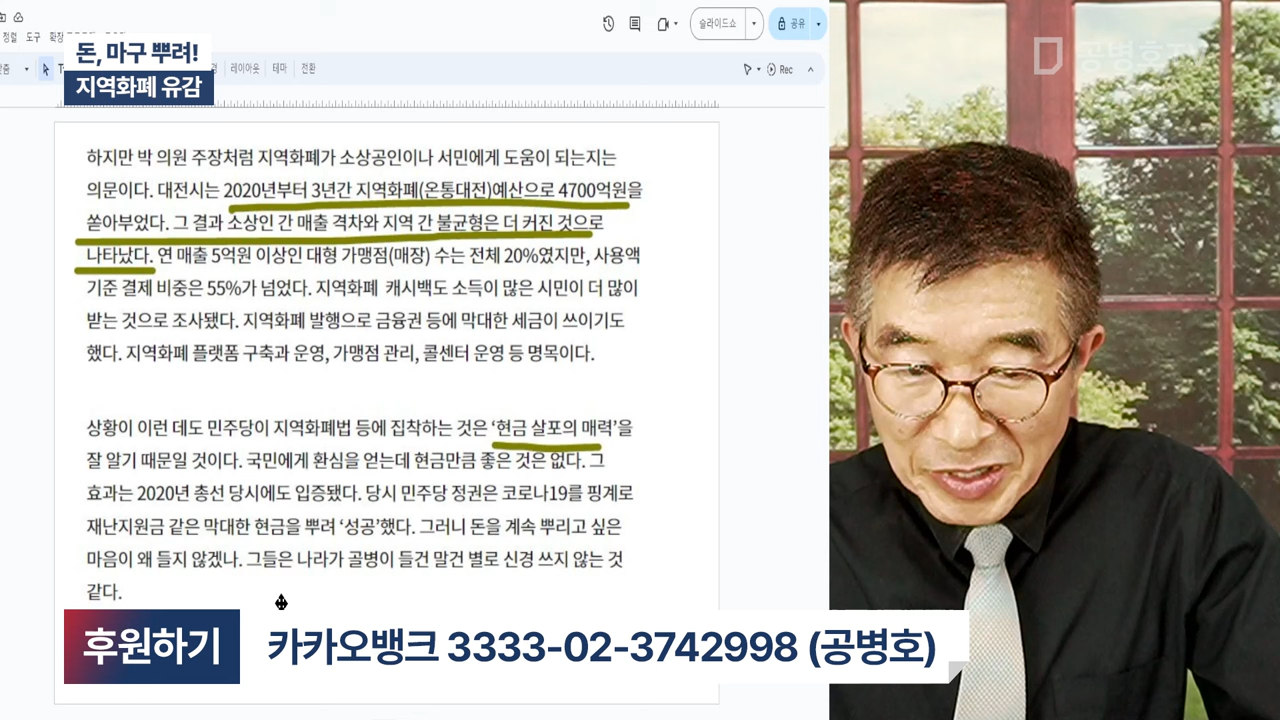 정렬 도구 확장
슬라이드쇼
공유
돈, 마구 뿌려!
지역화폐 유감
레이아웃 테마 전환
Rec
공병호TV
하지만 박 의원 주장처럼 지역화폐가 소상공인이나 서민에게 도움이 되는지는
의문이다. 대전시는 2020년부터 3년간 지역화폐(온통대전)예산으로 4700억원을
쏟아부었다. 그 결과 소상인 간 매출 격차와 지역 간 불균형은 더 커진 것으로
나타났다. 연 매출 5억원 이상인 대형 가맹점(매장) 수는 전체 20%였지만, 사용액
기준 결제 비중은 55%가 넘었다. 지역화폐 캐시백도 소득이 많은 시민이 더 많이
받는 것으로 조사됐다. 지역화폐 발행으로 금융권 등에 막대한 세금이 쓰이기도
했다. 지역화폐 플랫폼 구축과 운영, 가맹점 관리, 콜센터 운영 등 명목이다.
상황이 이런 데도 민주당이 지역화폐법 등에 집착하는 것은 ‘현금 살포의 매력’을
잘 알기 때문일 것이다. 국민에게 환심을 얻는데 현금만큼 좋은 것은 없다. 그
효과는 2020년 총선 당시에도 입증됐다. 당시 민주당 정권은 코로나19를 핑계로
재난지원금 같은 막대한 현금을 뿌려 ‘성공’했다. 그러니 돈을 계속 뿌리고 싶은
마음이 왜 들지 않겠나. 그들은 나라가 골병이 들건 말건 별로 신경 쓰지 않는 것
같다.
후원하기 카카오뱅크 3333-02-3742998 (공병호)